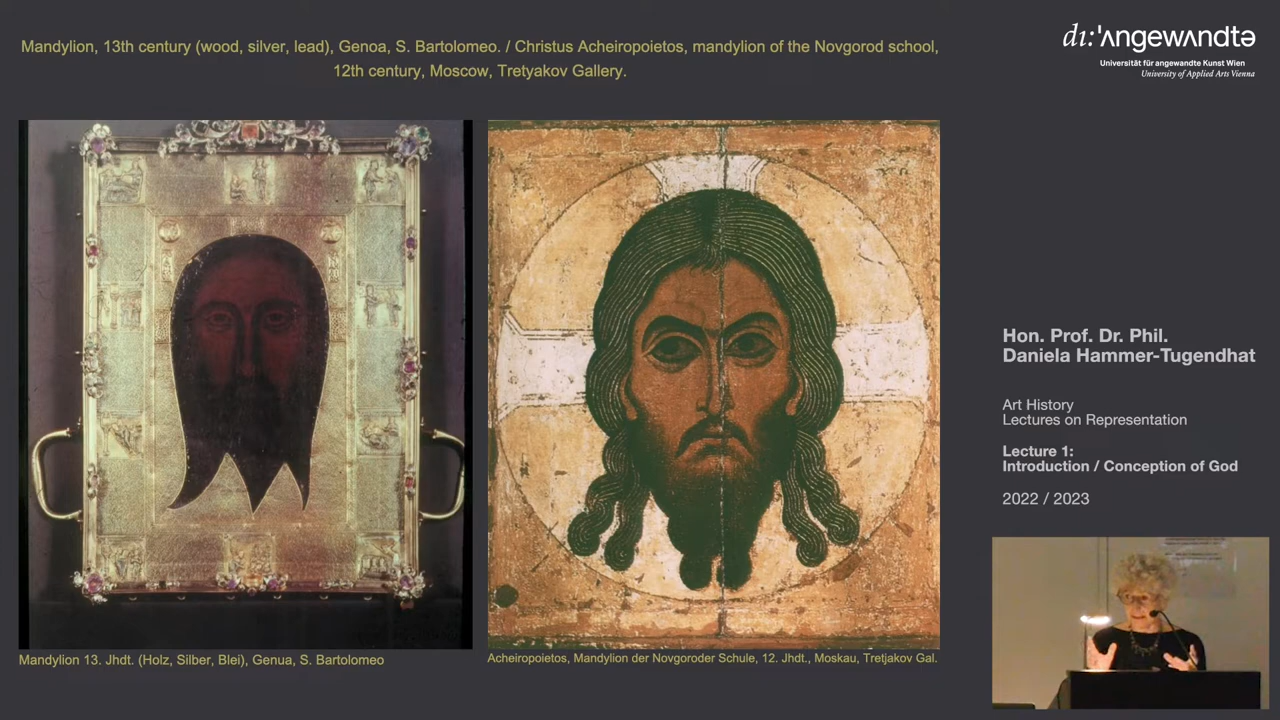 Mandylion, 13th century (wood, silver, lead), Genoa, S. Bartolomeo. / Christus Acheiropoietos, mandylion of the Novgorod school,
12th century, Moscow, Tretyakov Gallery.
dı:'ʌngewʌndtə
Universität für angewandte Kunst Wien
University of Applied Arts Vienna
Mandylion 13. Jhdt. (Holz, Silber, Blei), Genua, S. Bartolomeo
Acheiropoietos, Mandylion der Novgoroder Schule, 12. Jhdt., Moskau, Tretjakov Gal.
Hon. Prof. Dr. Phil.
Daniela Hammer-Tugendhat
Art History
Lectures on Representation
Lecture 1:
Introduction / Conception of God
2022 / 2023